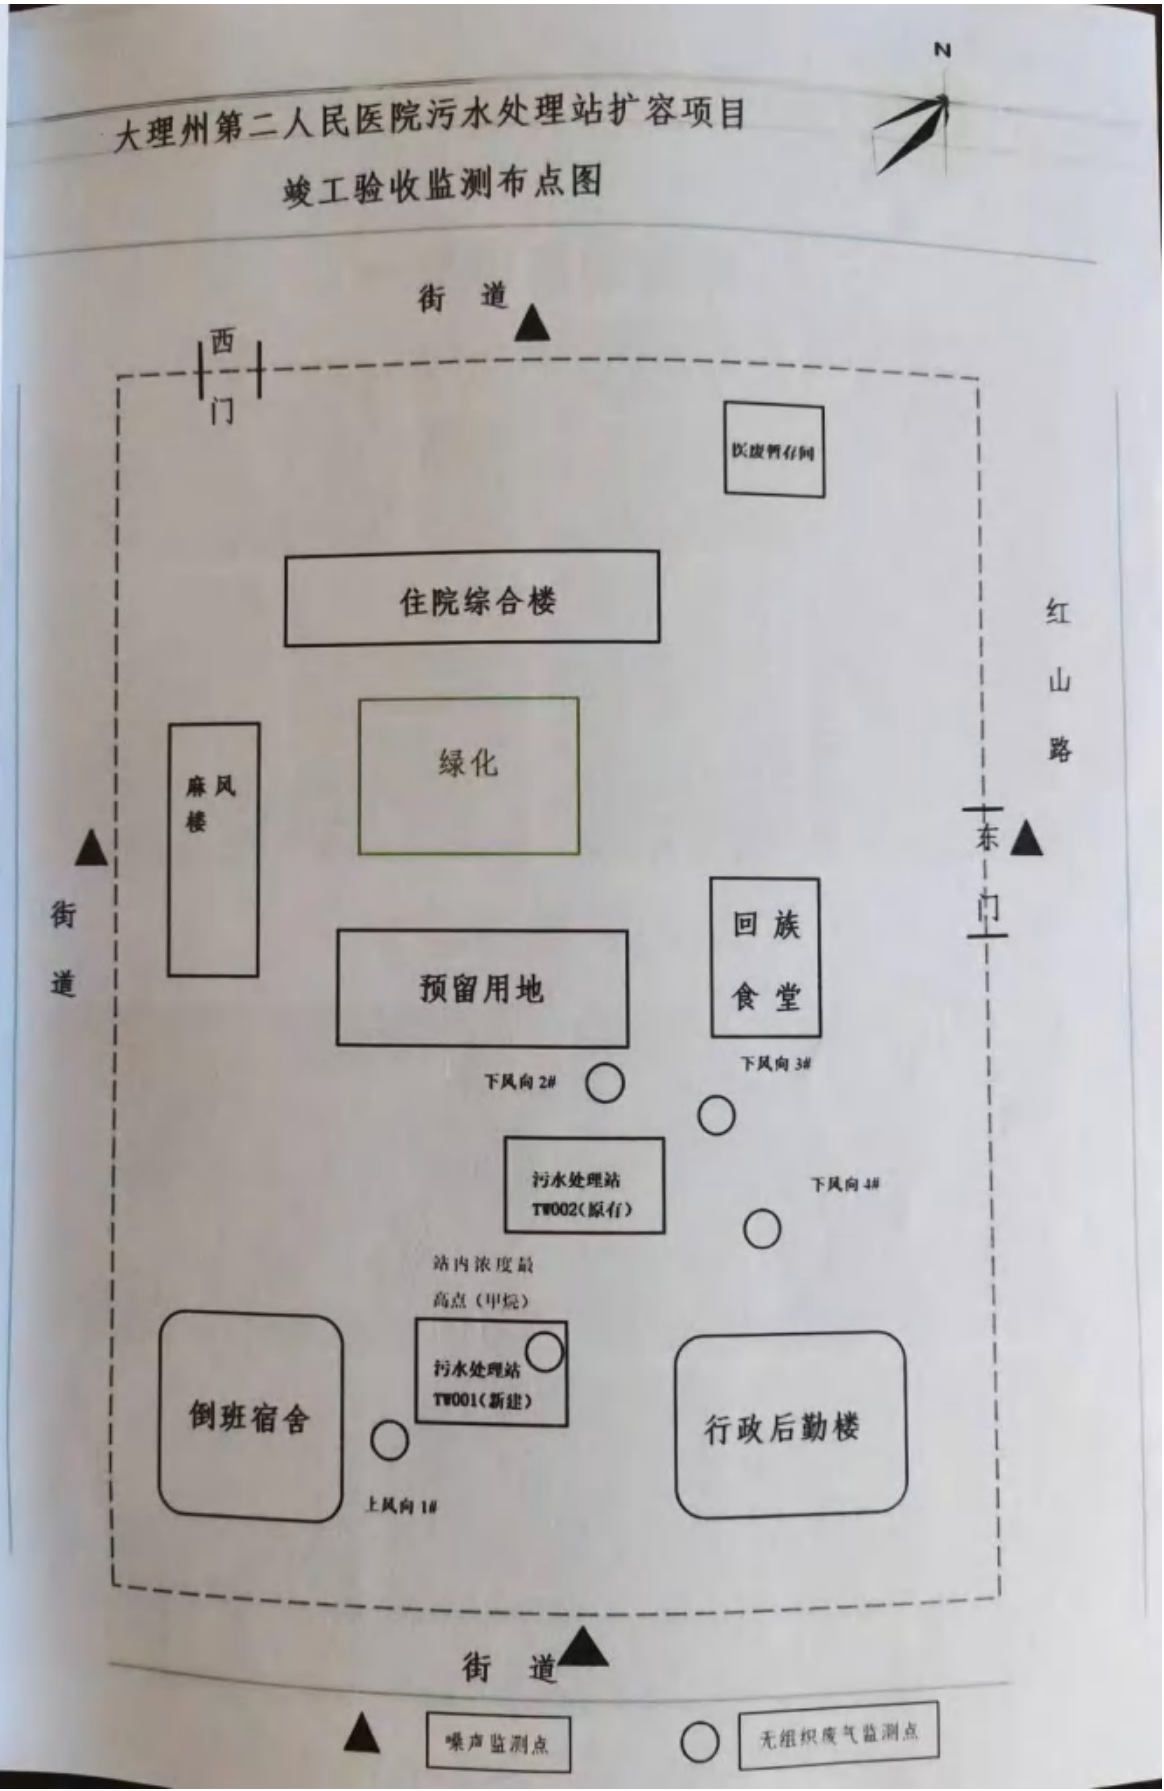 N
大理州第二人民医院污水处理站扩容项目
竣工验收监测布点图
街 道
西
门
医废暂存间
住院综合楼
红
山
路
绿化
麻风
楼
东
门
街
道
回族
食堂
预留用地
下风向 2#
下风向 3#
污水处理站
TW002(原有)
下风向 4#
站内浓度最
高点（甲烷）
污水处理站
TW001(新建)
倒班宿舍
行政后勤楼
上风向 1#
街 道
噪声监测点
无组织废气监测点